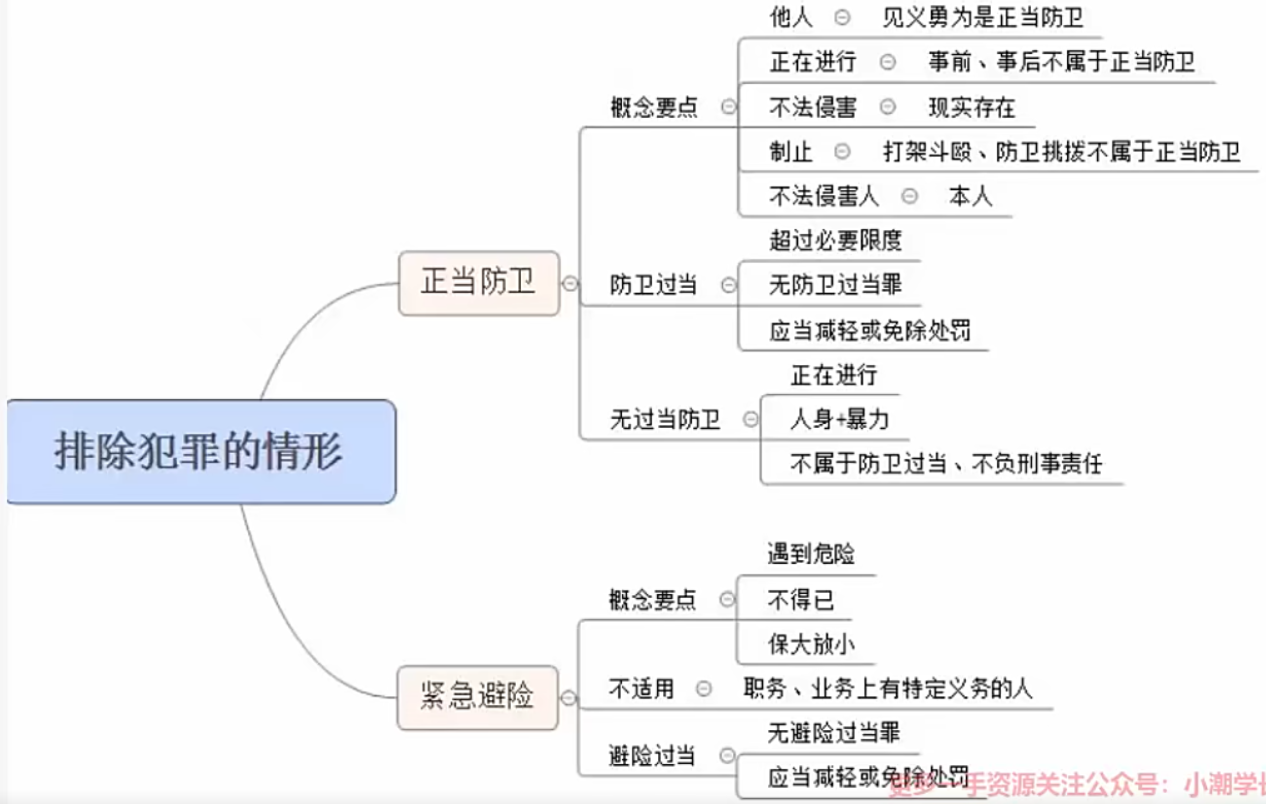 排除犯罪的情形
正当防卫
概念要点
他人 见义勇为是正当防卫
正在进行 事前、事后不属于正当防卫
不法侵害 现实存在
制止 打架斗殴、防卫挑拨不属于正当防卫
不法侵害人 本人
防卫过当
超过必要限度
无防卫过当罪
应当减轻或免除处罚
无过当防卫
正在进行
人身+暴力
不属于防卫过当、不负刑事责任
紧急避险
概念要点
遇到危险
不得已
保大放小
不适用 职务、业务上有特定义务的人
避险过当
无避险过当罪
应当减轻或免除处罚
更多一手资源关注公众号：小潮学长